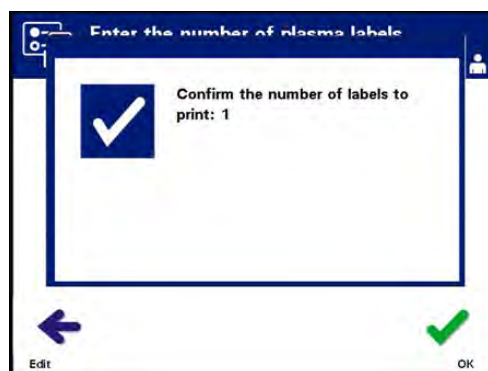 Enter the number of plasma labels
Confirm the number of labels to
print: 1
Edit
OK